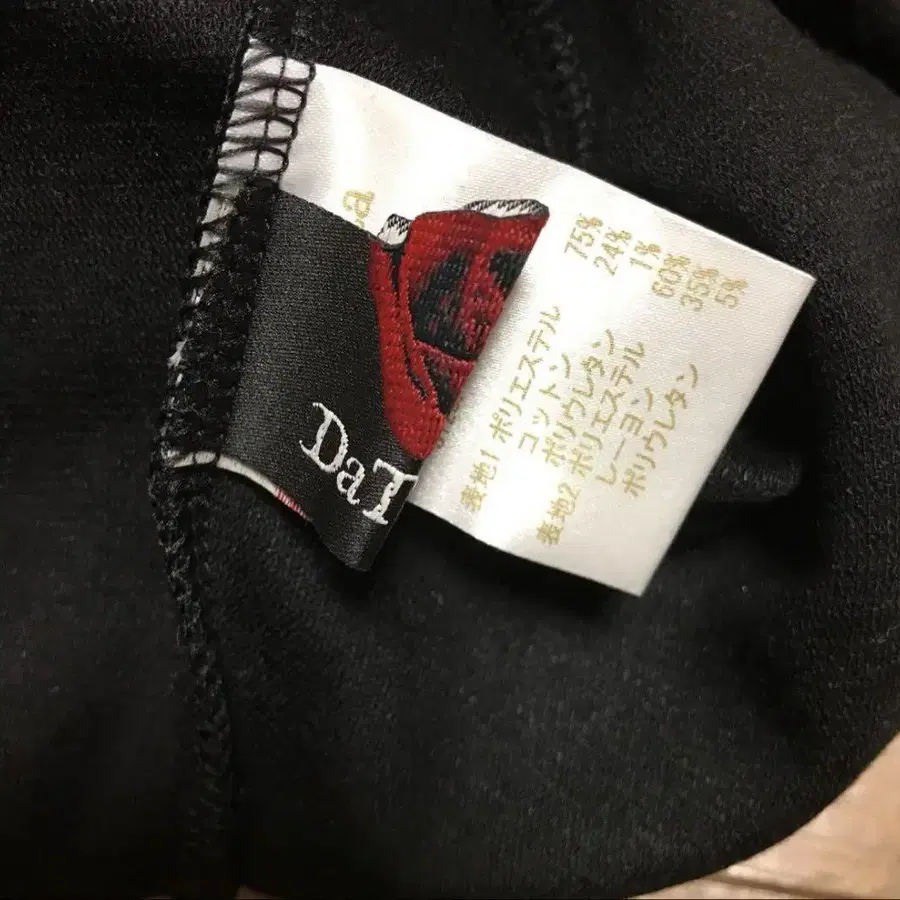 a
DaT
表地1 ポリエステル 75%
コットン 24%
ポリウレタン 1%
表地2 ポリエステル 60%
レーヨン 35%
ポリウレタン 5%